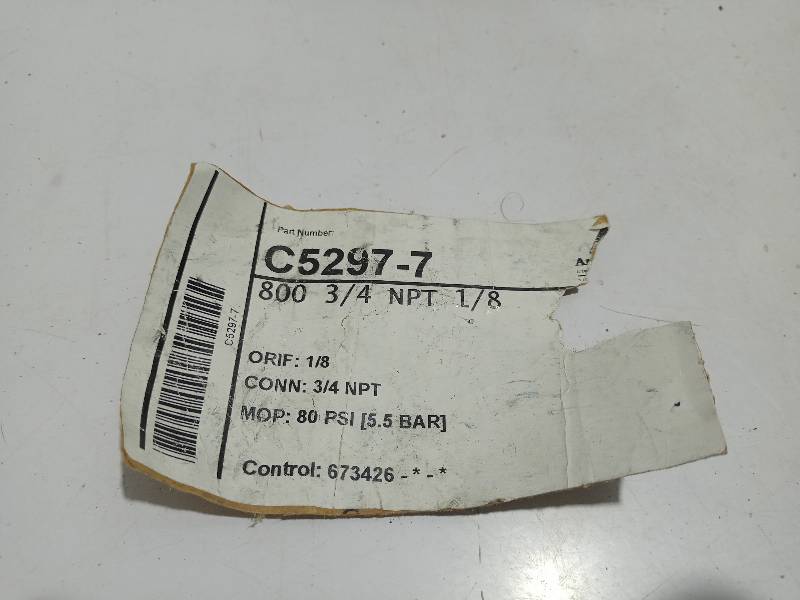 Part Number:
C5297-7
800 3/4 NPT 1/8
C5297-7
ORIF: 1/8
CONN: 3/4 NPT
MOP: 80 PSI [5.5 BAR]
Control: 673426 -*-*